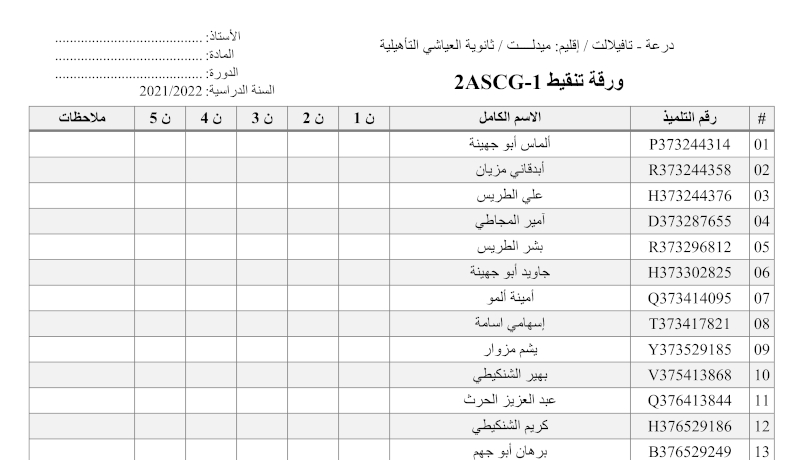 درعة - تافيلالت / إقليم: ميدلــــت / ثانوية العياشي التأهيلية
ورقة تنقيط 2ASCG-1
الأستاذ: ........................................
المادة: ........................................
الدورة: ........................................
السنة الدراسية: 2021/2022
# رقم التلميذ الاسم الكامل ن 1 ن 2 ن 3 ن 4 ن 5 ملاحظات
01 P373244314 ألماس أبو جهينة
02 R373244358 أبدقاني مزيان
03 H373244376 علي الطريس
04 D373287655 أمير المجاطي
05 R373296812 بشر الطريس
06 H373302825 جاويد أبو جهينة
07 Q373414095 أمينة ألمو
08 T373417821 إسهامي اسامة
09 Y373529185 يشم مزوار
10 V375413868 بهير الشنكيطي
11 Q376413844 عبد العزيز الحرث
12 H376529186 كريم الشنكيطي
13 B376529249 برهان أبو جهم